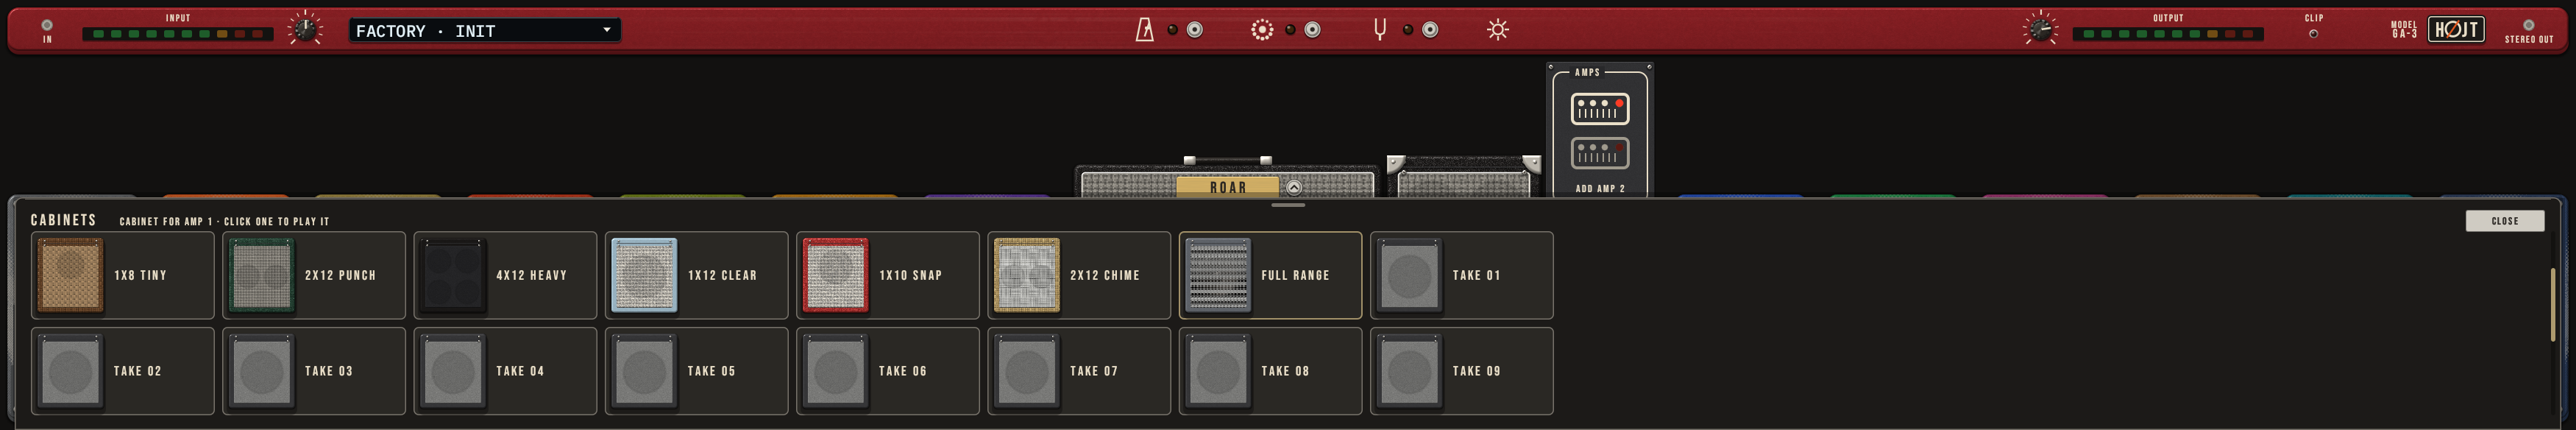 INPUT
IN
FACTORY · INIT
OUTPUT
CLIP
MODEL
GA-3
HØJT
STEREO OUT
AMPS
ADD AMP 2
ROAR
CABINETS
CABINET FOR AMP 1 · CLICK ONE TO PLAY IT
CLOSE
1X8 TINY
2X12 PUNCH
4X12 HEAVY
1X12 CLEAR
1X10 SNAP
2X12 CHIME
FULL RANGE
TAKE 01
TAKE 02
TAKE 03
TAKE 04
TAKE 05
TAKE 06
TAKE 07
TAKE 08
TAKE 09